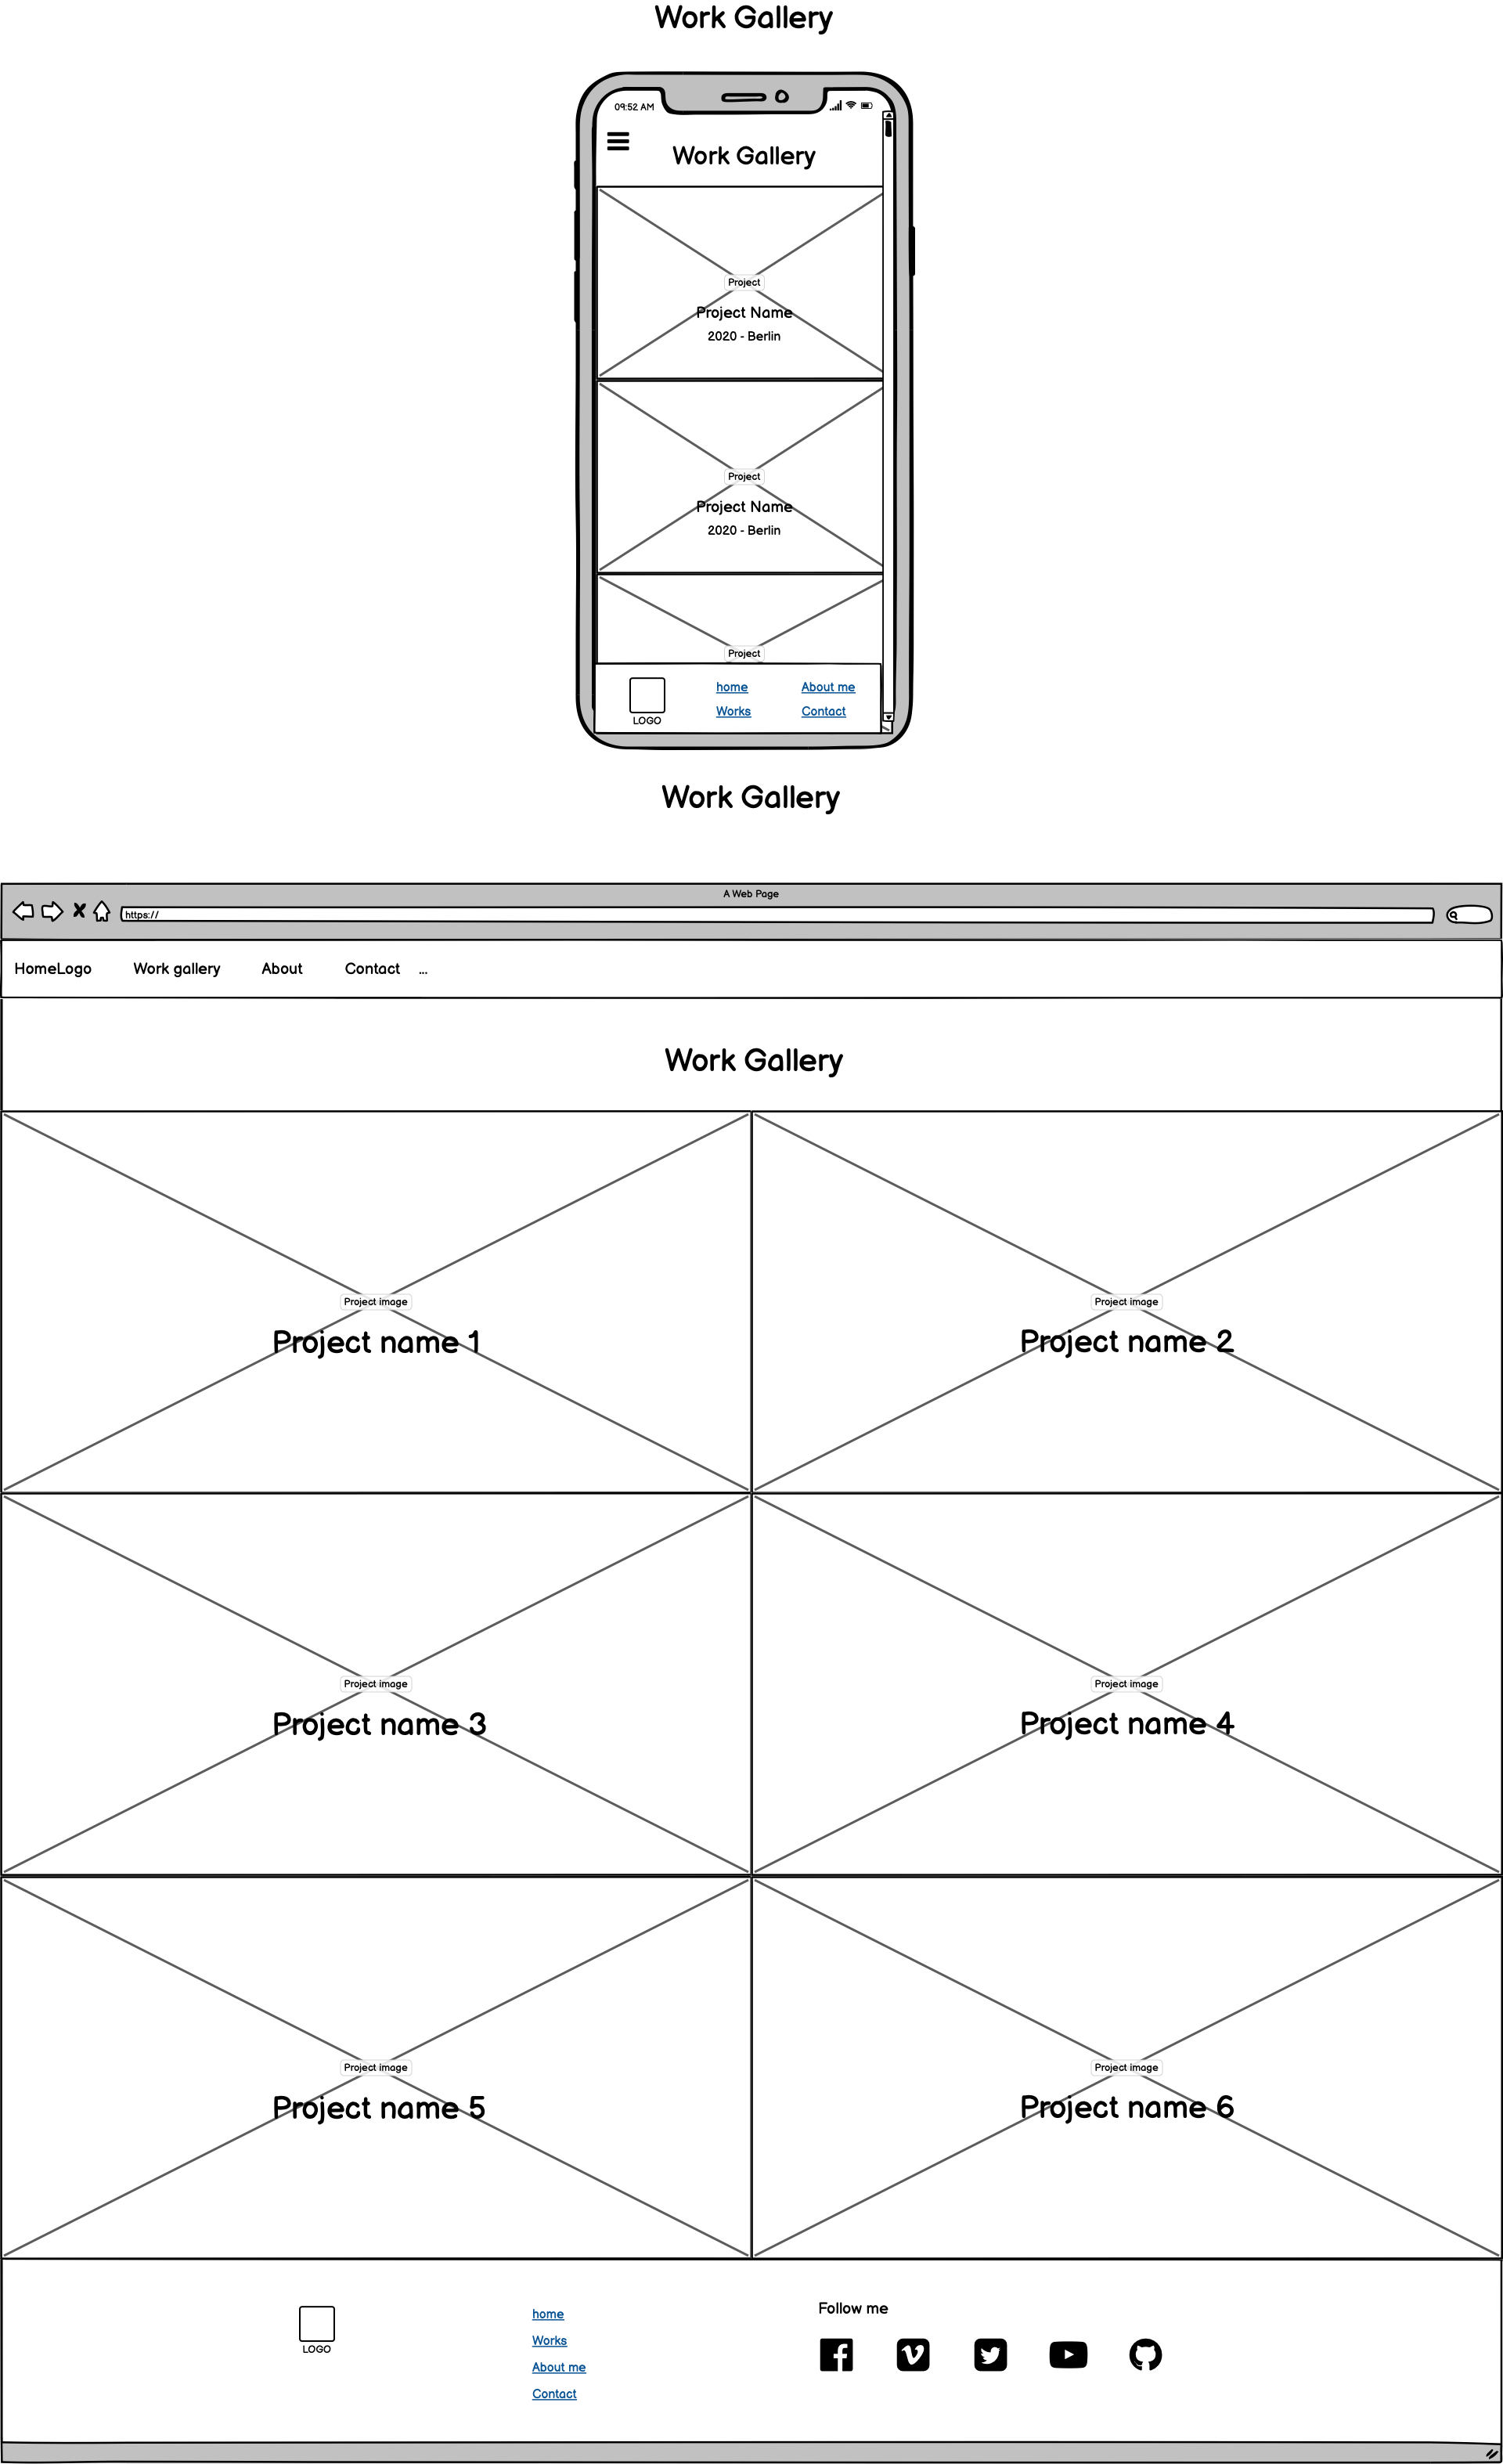 Work Gallery
09:52 AM
Work Gallery
Project
Project Name
2020 - Berlin
Project
Project Name
2020 - Berlin
Project
LOGO
home
About me
Works
Contact
Work Gallery
A Web Page
https://
HomeLogo Work gallery About Contact ...
Work Gallery
Project image
Project name 1
Project image
Project name 2
Project image
Project name 3
Project image
Project name 4
Project image
Project name 5
Project image
Project name 6
LOGO
home
Works
About me
Contact
Follow me